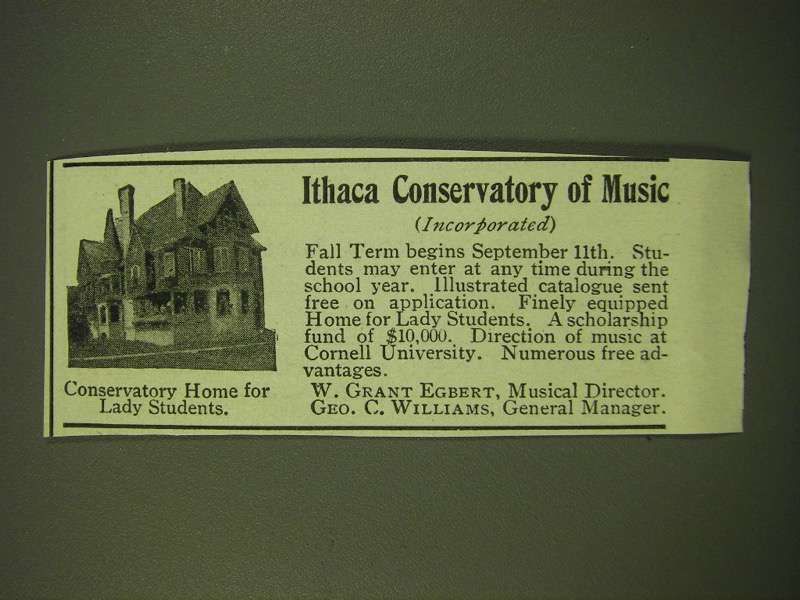 Ithaca Conservatory of Music
(Incorporated)
Fall Term begins September 11th. Stu-
dents may enter at any time during the
school year. Illustrated catalogue sent
free on application. Finely equipped
Home for Lady Students. A scholarship
fund of $10,000. Direction of music at
Cornell University. Numerous free ad-
vantages.
W. GRANT EGBERT, Musical Director.
GEO. C. WILLIAMS, General Manager.
Conservatory Home for
Lady Students.